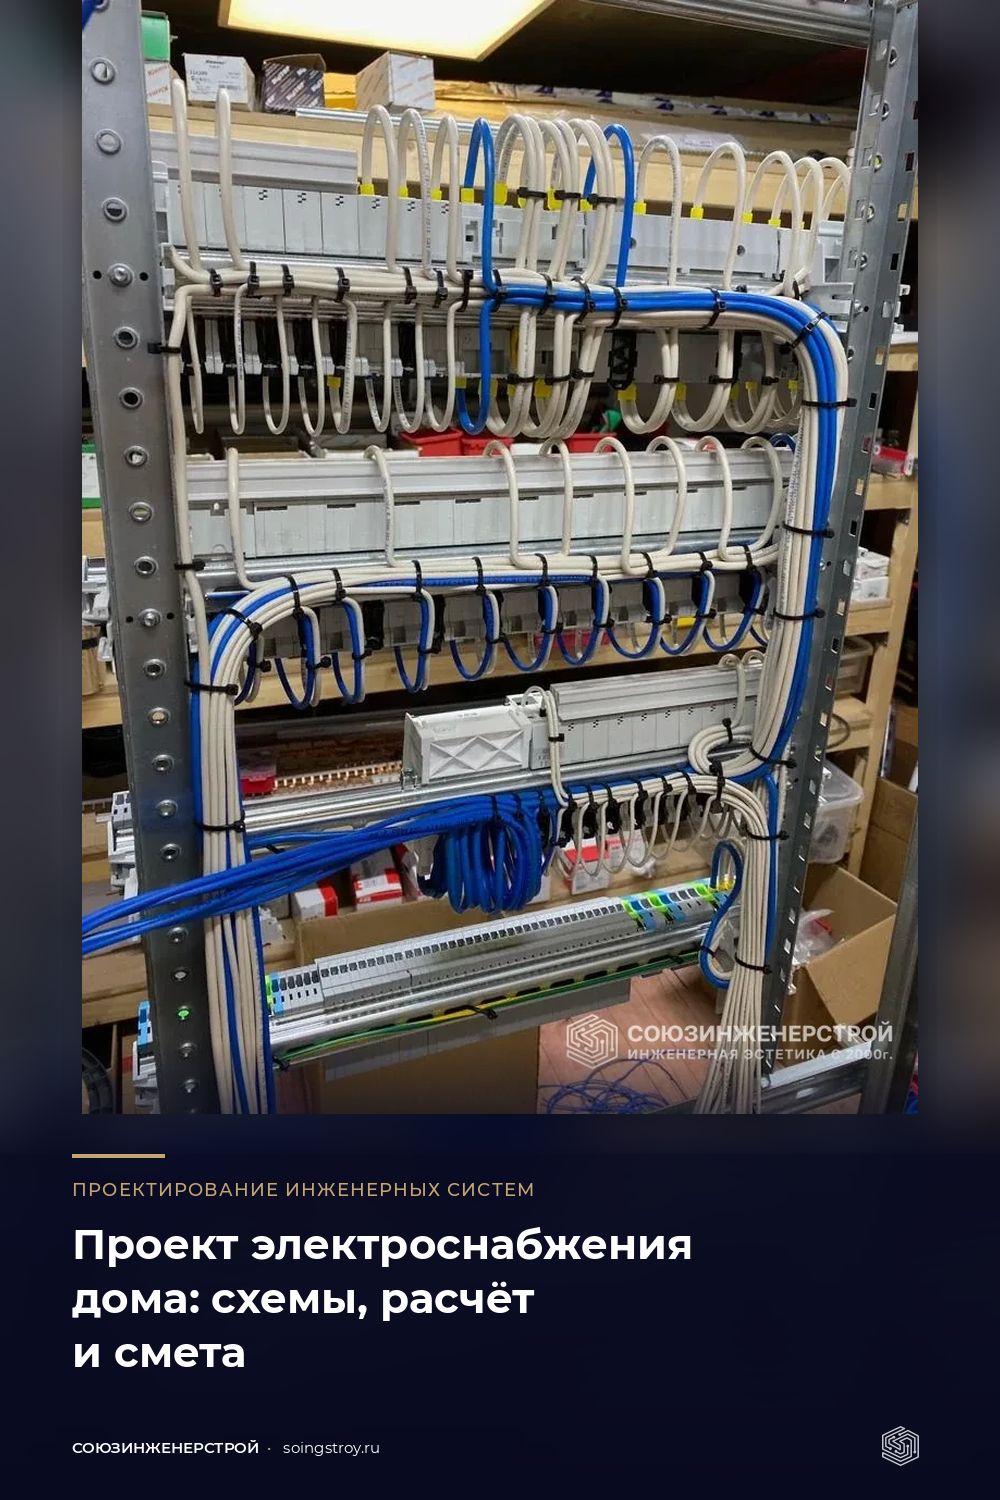 СОЮЗИНЖЕНЕРСТРОЙ
ИНЖЕНЕРНАЯ ЭСТЕТИКА С 2000г.
ПРОЕКТИРОВАНИЕ ИНЖЕНЕРНЫХ СИСТЕМ
Проект электроснабжения
дома: схемы, расчёт
и смета
СОЮЗИНЖЕНЕРСТРОЙ · soingstroy.ru